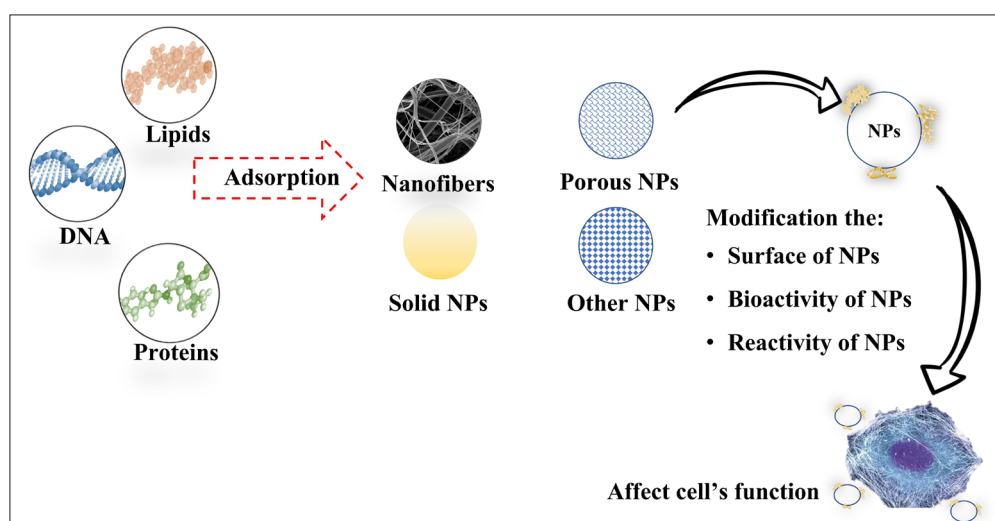 Lipids
DNA
Proteins
Adsorption
Nanofibers
Solid NPs
Porous NPs
Other NPs
NPs
Modification the:
• Surface of NPs
• Bioactivity of NPs
• Reactivity of NPs
Affect cell's function